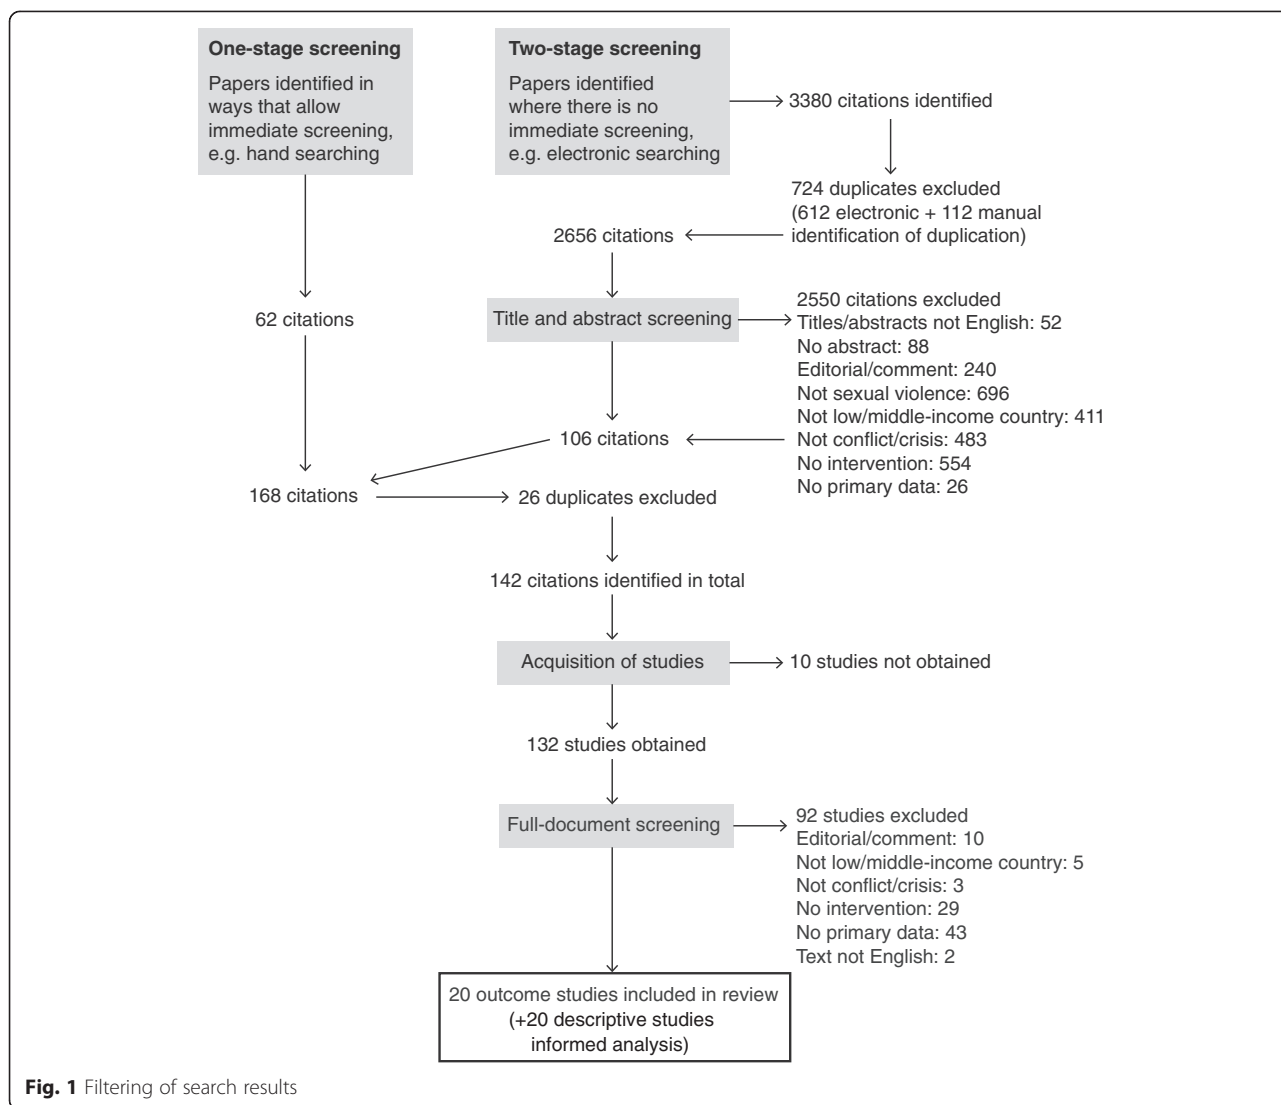 One-stage screening
Papers identified in
ways that allow
immediate screening,
e.g. hand searching
Two-stage screening
Papers identified
where there is no
immediate screening,
e.g. electronic searching
3380 citations identified
724 duplicates excluded
(612 electronic + 112 manual
identification of duplication)
2656 citations
62 citations
Title and abstract screening
2550 citations excluded
Titles/abstracts not English: 52
No abstract: 88
Editorial/comment: 240
Not sexual violence: 696
Not low/middle-income country: 411
Not conflict/crisis: 483
No intervention: 554
No primary data: 26
106 citations
168 citations
26 duplicates excluded
142 citations identified in total
Acquisition of studies
10 studies not obtained
132 studies obtained
Full-document screening
92 studies excluded
Editorial/comment: 10
Not low/middle-income country: 5
Not conflict/crisis: 3
No intervention: 29
No primary data: 43
Text not English: 2
20 outcome studies included in review
(+20 descriptive studies
informed analysis)
Fig. 1 Filtering of search results